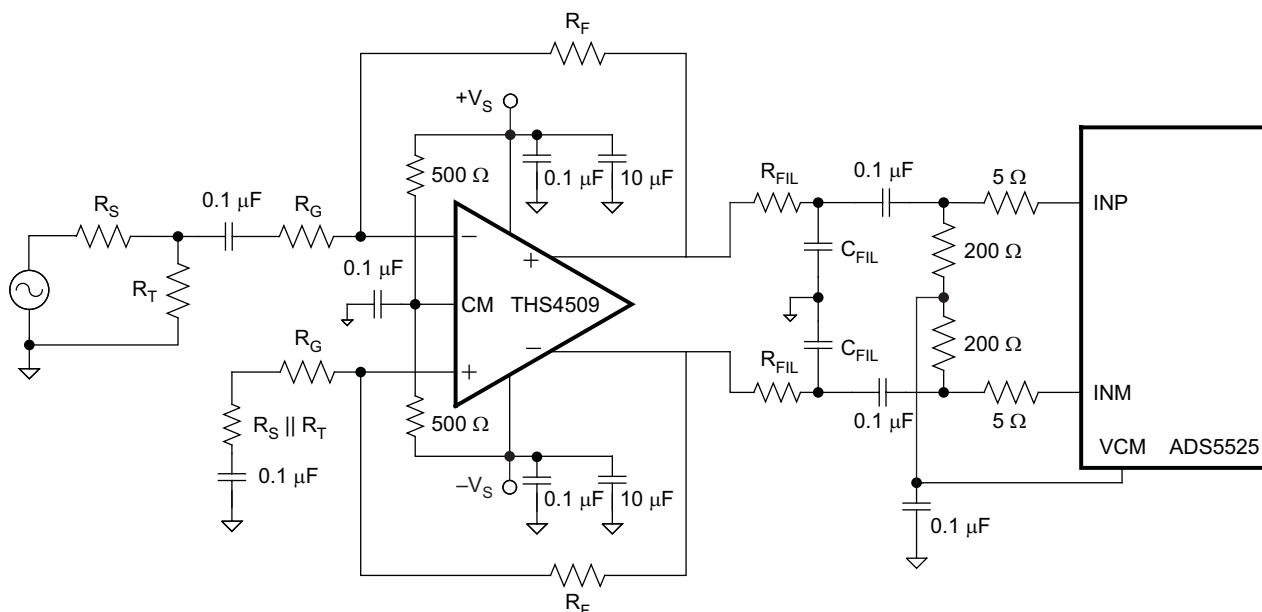 R_F
+V_S
500 Ω
0.1 μF
10 μF
R_S
0.1 μF
R_G
R_T
0.1 μF
CM
THS4509
−
+
R_FIL
0.1 μF
5 Ω
INP
C_FIL
200 Ω
C_FIL
200 Ω
R_FIL
0.1 μF
5 Ω
INM
VCM
ADS5525
0.1 μF
−
+
R_G
R_S || R_T
0.1 μF
500 Ω
−V_S
0.1 μF
10 μF
R_F